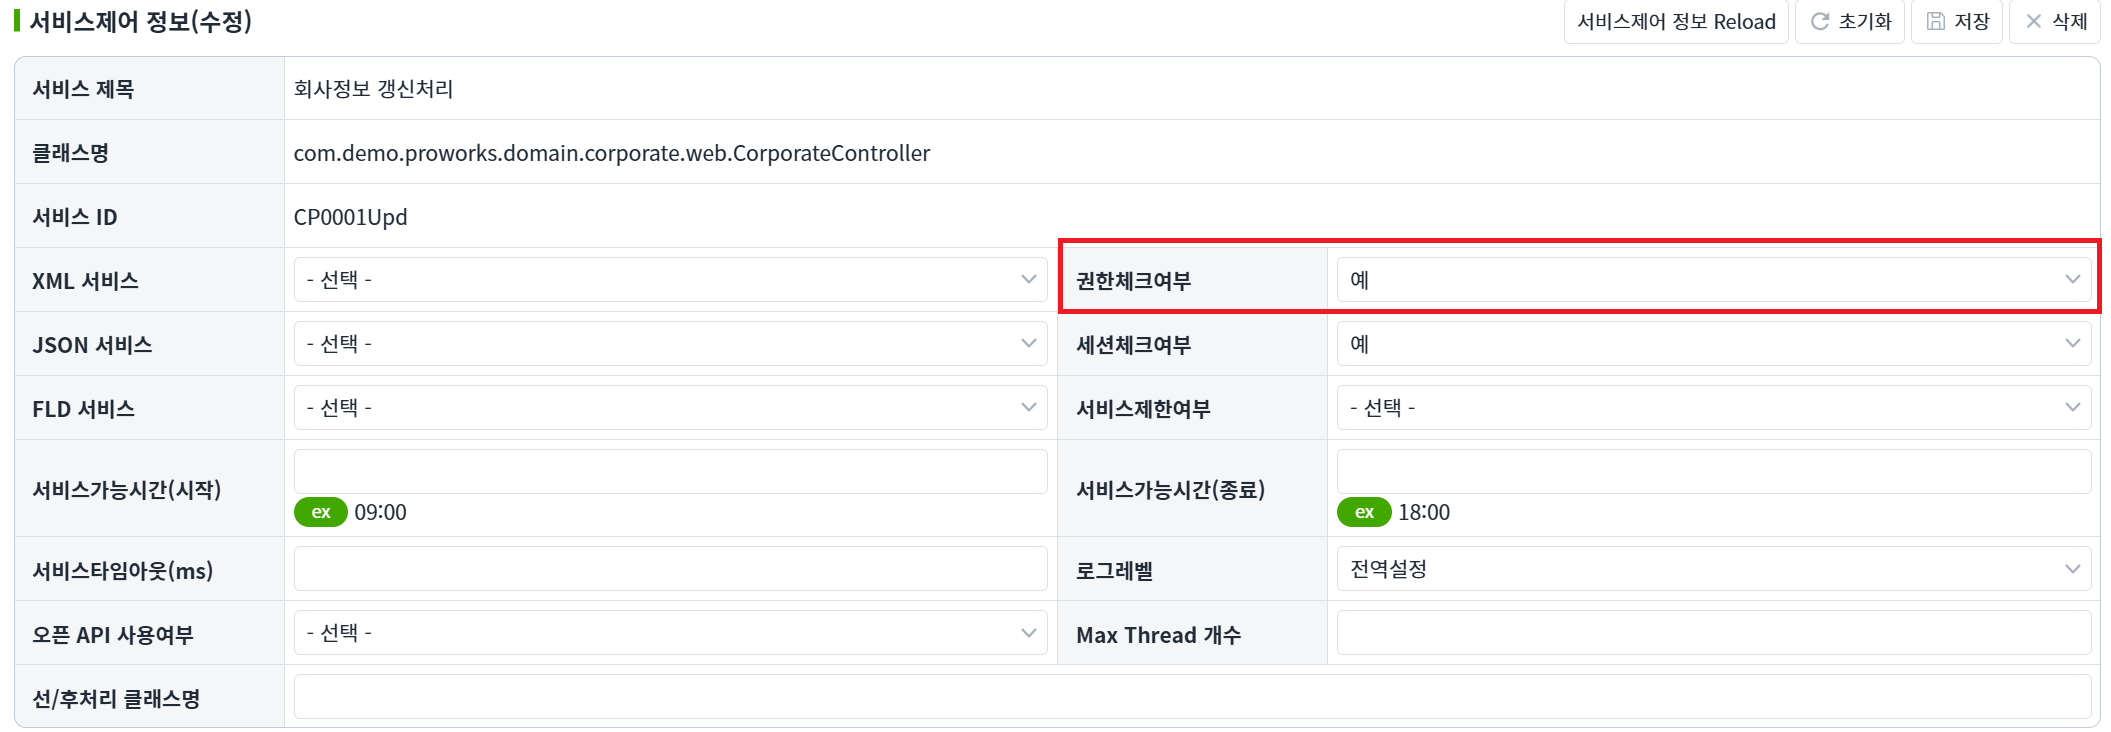 서비스제어 정보(수정)
서비스제어 정보 Reload 초기화 저장 삭제
서비스 제목 회사정보 갱신처리
클래스명 com.demo.proworks.domain.corporate.web.CorporateController
서비스 ID CP0001Upd
XML 서비스 - 선택 - 권한체크여부 예
JSON 서비스 - 선택 - 세션체크여부 예
FLD 서비스 - 선택 - 서비스제한여부 - 선택 -
서비스가능시간(시작) ex 09:00 서비스가능시간(종료) ex 18:00
서비스타임아웃(ms) 로그레벨 전역설정
오픈 API 사용여부 - 선택 - Max Thread 개수
선/후처리 클래스명